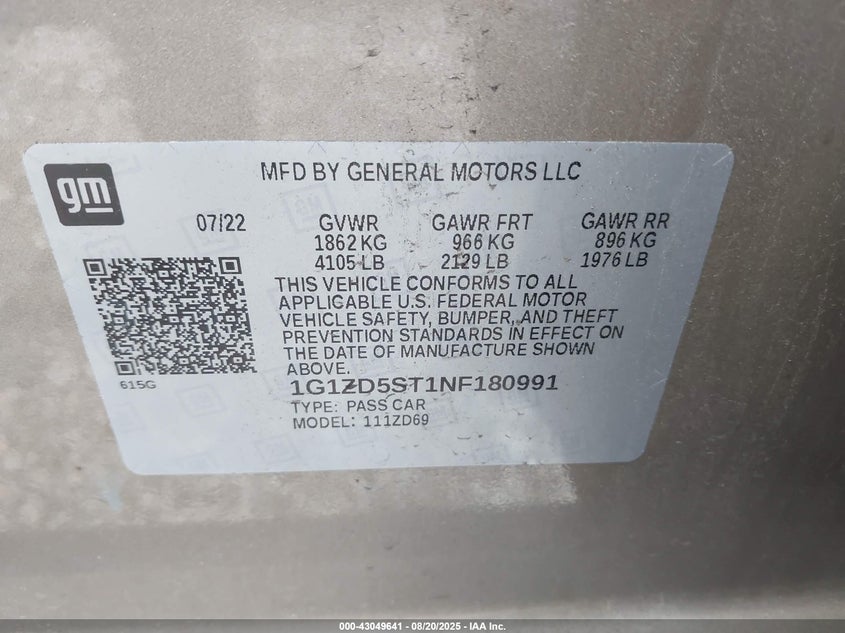 gm
MFD BY GENERAL MOTORS LLC
07/22 GVWR GAWR FRT GAWR RR
1862 KG 966 KG 896 KG
4105 LB 2129 LB 1976 LB
THIS VEHICLE CONFORMS TO ALL
APPLICABLE U.S. FEDERAL MOTOR
VEHICLE SAFETY, BUMPER, AND THEFT
PREVENTION STANDARDS IN EFFECT ON
THE DATE OF MANUFACTURE SHOWN
ABOVE.
615G
1G1ZD5ST1NF180991
TYPE: PASS CAR
MODEL: 111ZD69
000-43049641 - 08/20/2025 - IAA Inc.